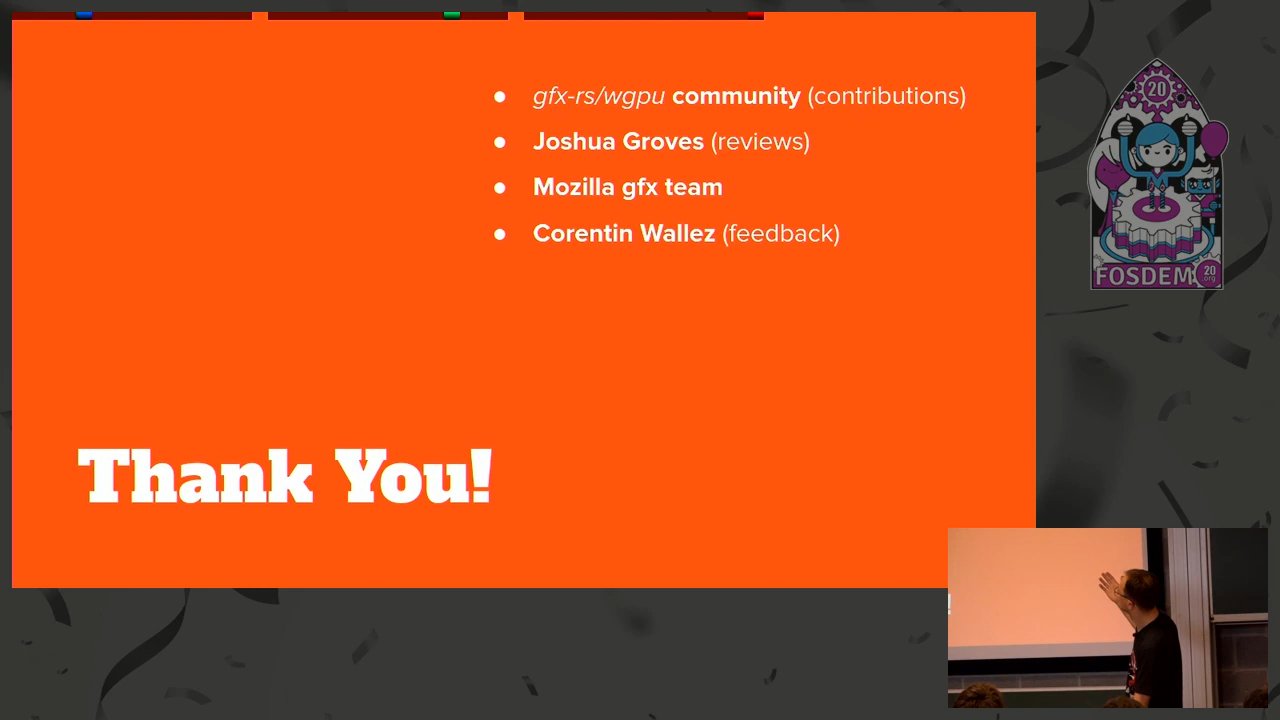 ● gfx-rs/wgpu community (contributions)
● Joshua Groves (reviews)
● Mozilla gfx team
● Corentin Wallez (feedback)
Thank You!
20
FOSDEM
20
.org
!